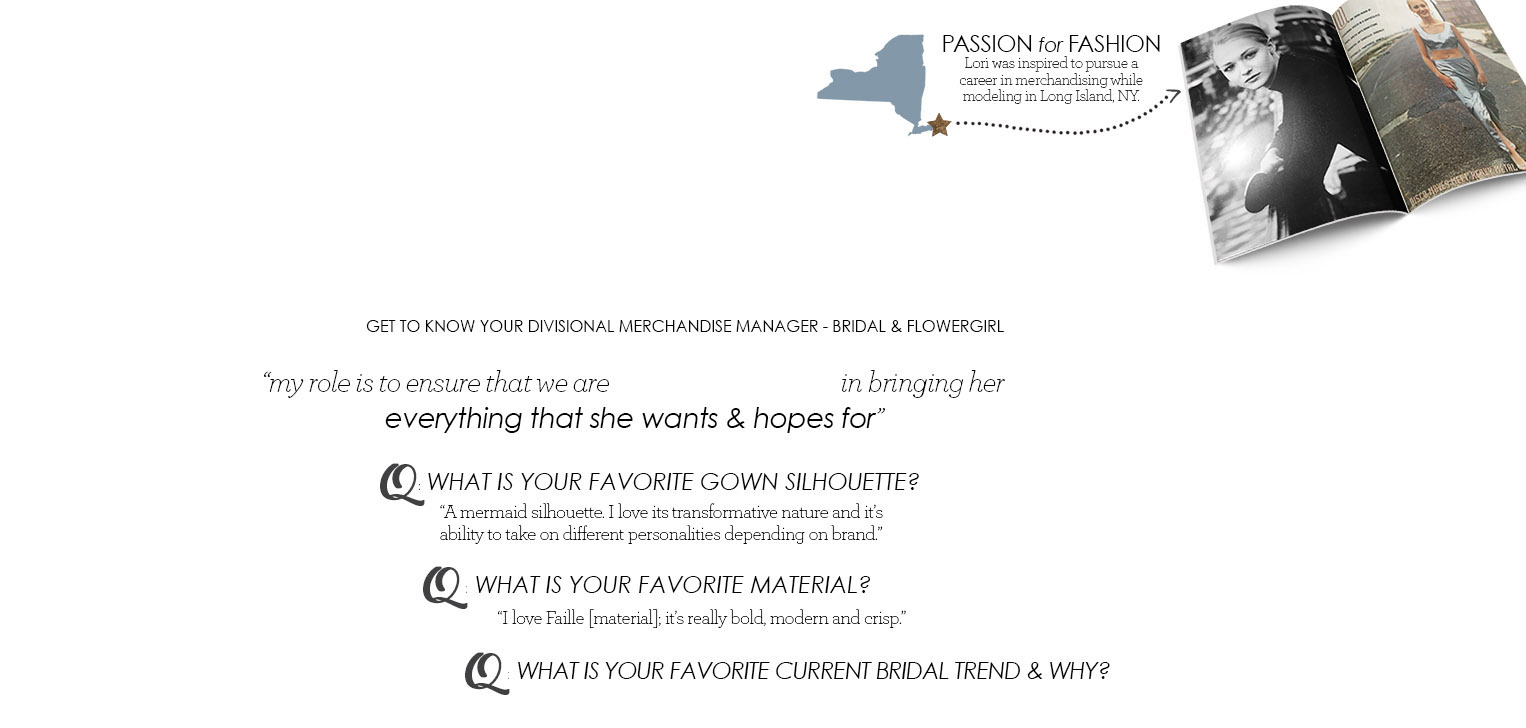 PASSION for FASHION
Lori was inspired to pursue a
career in merchandising while
modeling in Long Island, NY.
GET TO KNOW YOUR DIVISIONAL MERCHANDISE MANAGER - BRIDAL & FLOWERGIRL
“my role is to ensure that we are in bringing her
everything that she wants & hopes for”
Q: WHAT IS YOUR FAVORITE GOWN SILHOUETTE?
“A mermaid silhouette. I love its transformative nature and it’s
ability to take on different personalities depending on brand.”
Q: WHAT IS YOUR FAVORITE MATERIAL?
“I love Faille [material]; it’s really bold, modern and crisp.”
Q: WHAT IS YOUR FAVORITE CURRENT BRIDAL TREND & WHY?